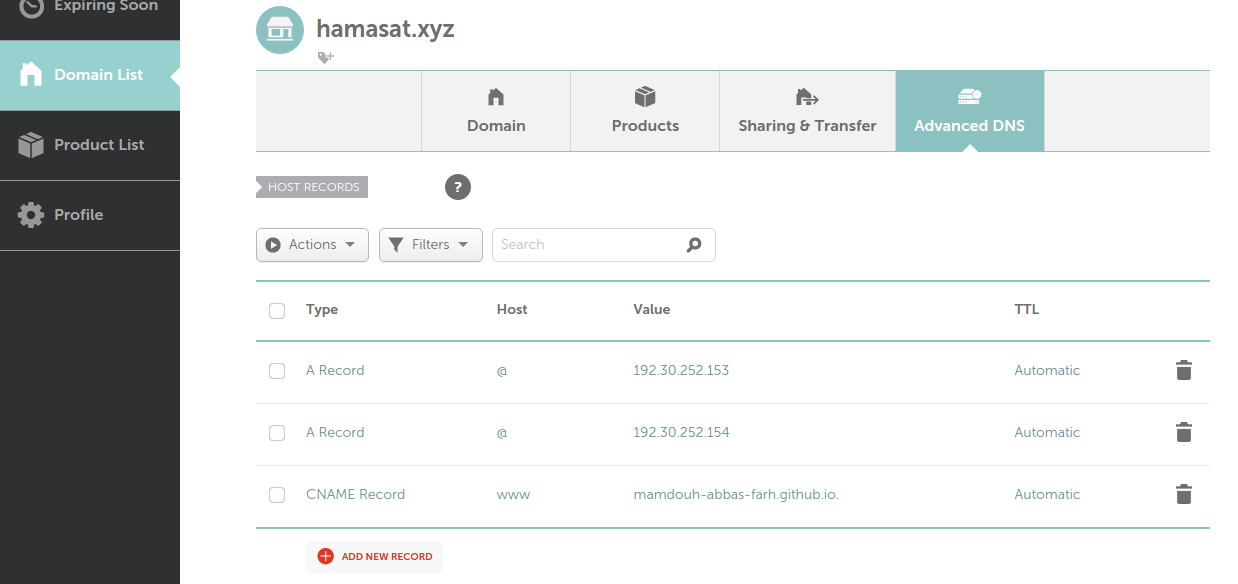 Expiring Soon
Domain List
Product List
Profile
hamasat.xyz
Domain
Products
Sharing & Transfer
Advanced DNS
HOST RECORDS ?
Actions Filters Search
Type Host Value TTL
A Record @ 192.30.252.153 Automatic
A Record @ 192.30.252.154 Automatic
CNAME Record www mamdouh-abbas-farh.github.io. Automatic
ADD NEW RECORD